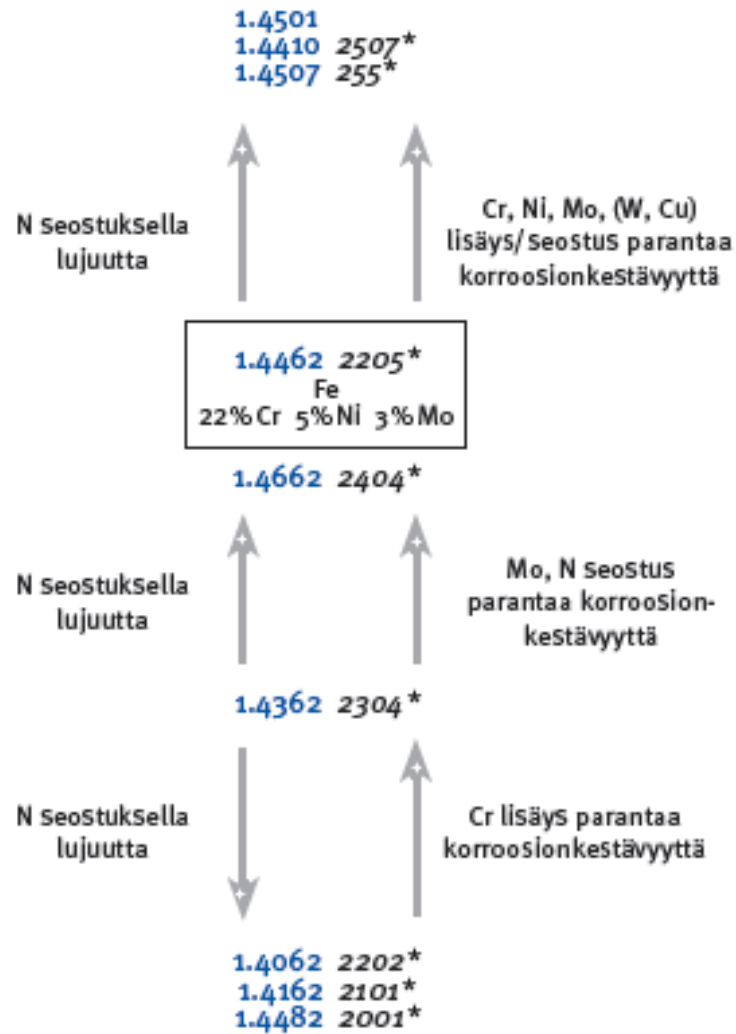 1.4501
1.4410 2507*
1.4507 255*
N seostuksella
lujuutta
Cr, Ni, Mo, (W, Cu)
lisäys/seostus parantaa
korroosionkestävyyttä
1.4462 2205*
Fe
22%Cr 5%Ni 3%Mo
1.4662 2404*
N seostuksella
lujuutta
Mo, N seostus
parantaa korroosion-
kestävyyttä
1.4362 2304*
N seostuksella
lujuutta
Cr lisäys parantaa
korroosionkestävyyttä
1.4062 2202*
1.4162 2101*
1.4482 2001*